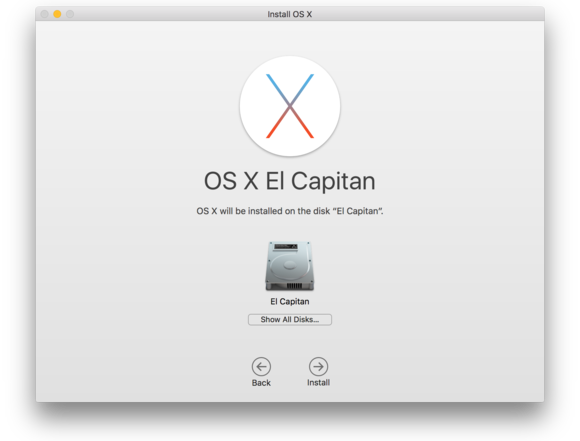 Install OS X
OS X El Capitan
OS X will be installed on the disk “El Capitan”.
El Capitan
Show All Disks...
Back
Install